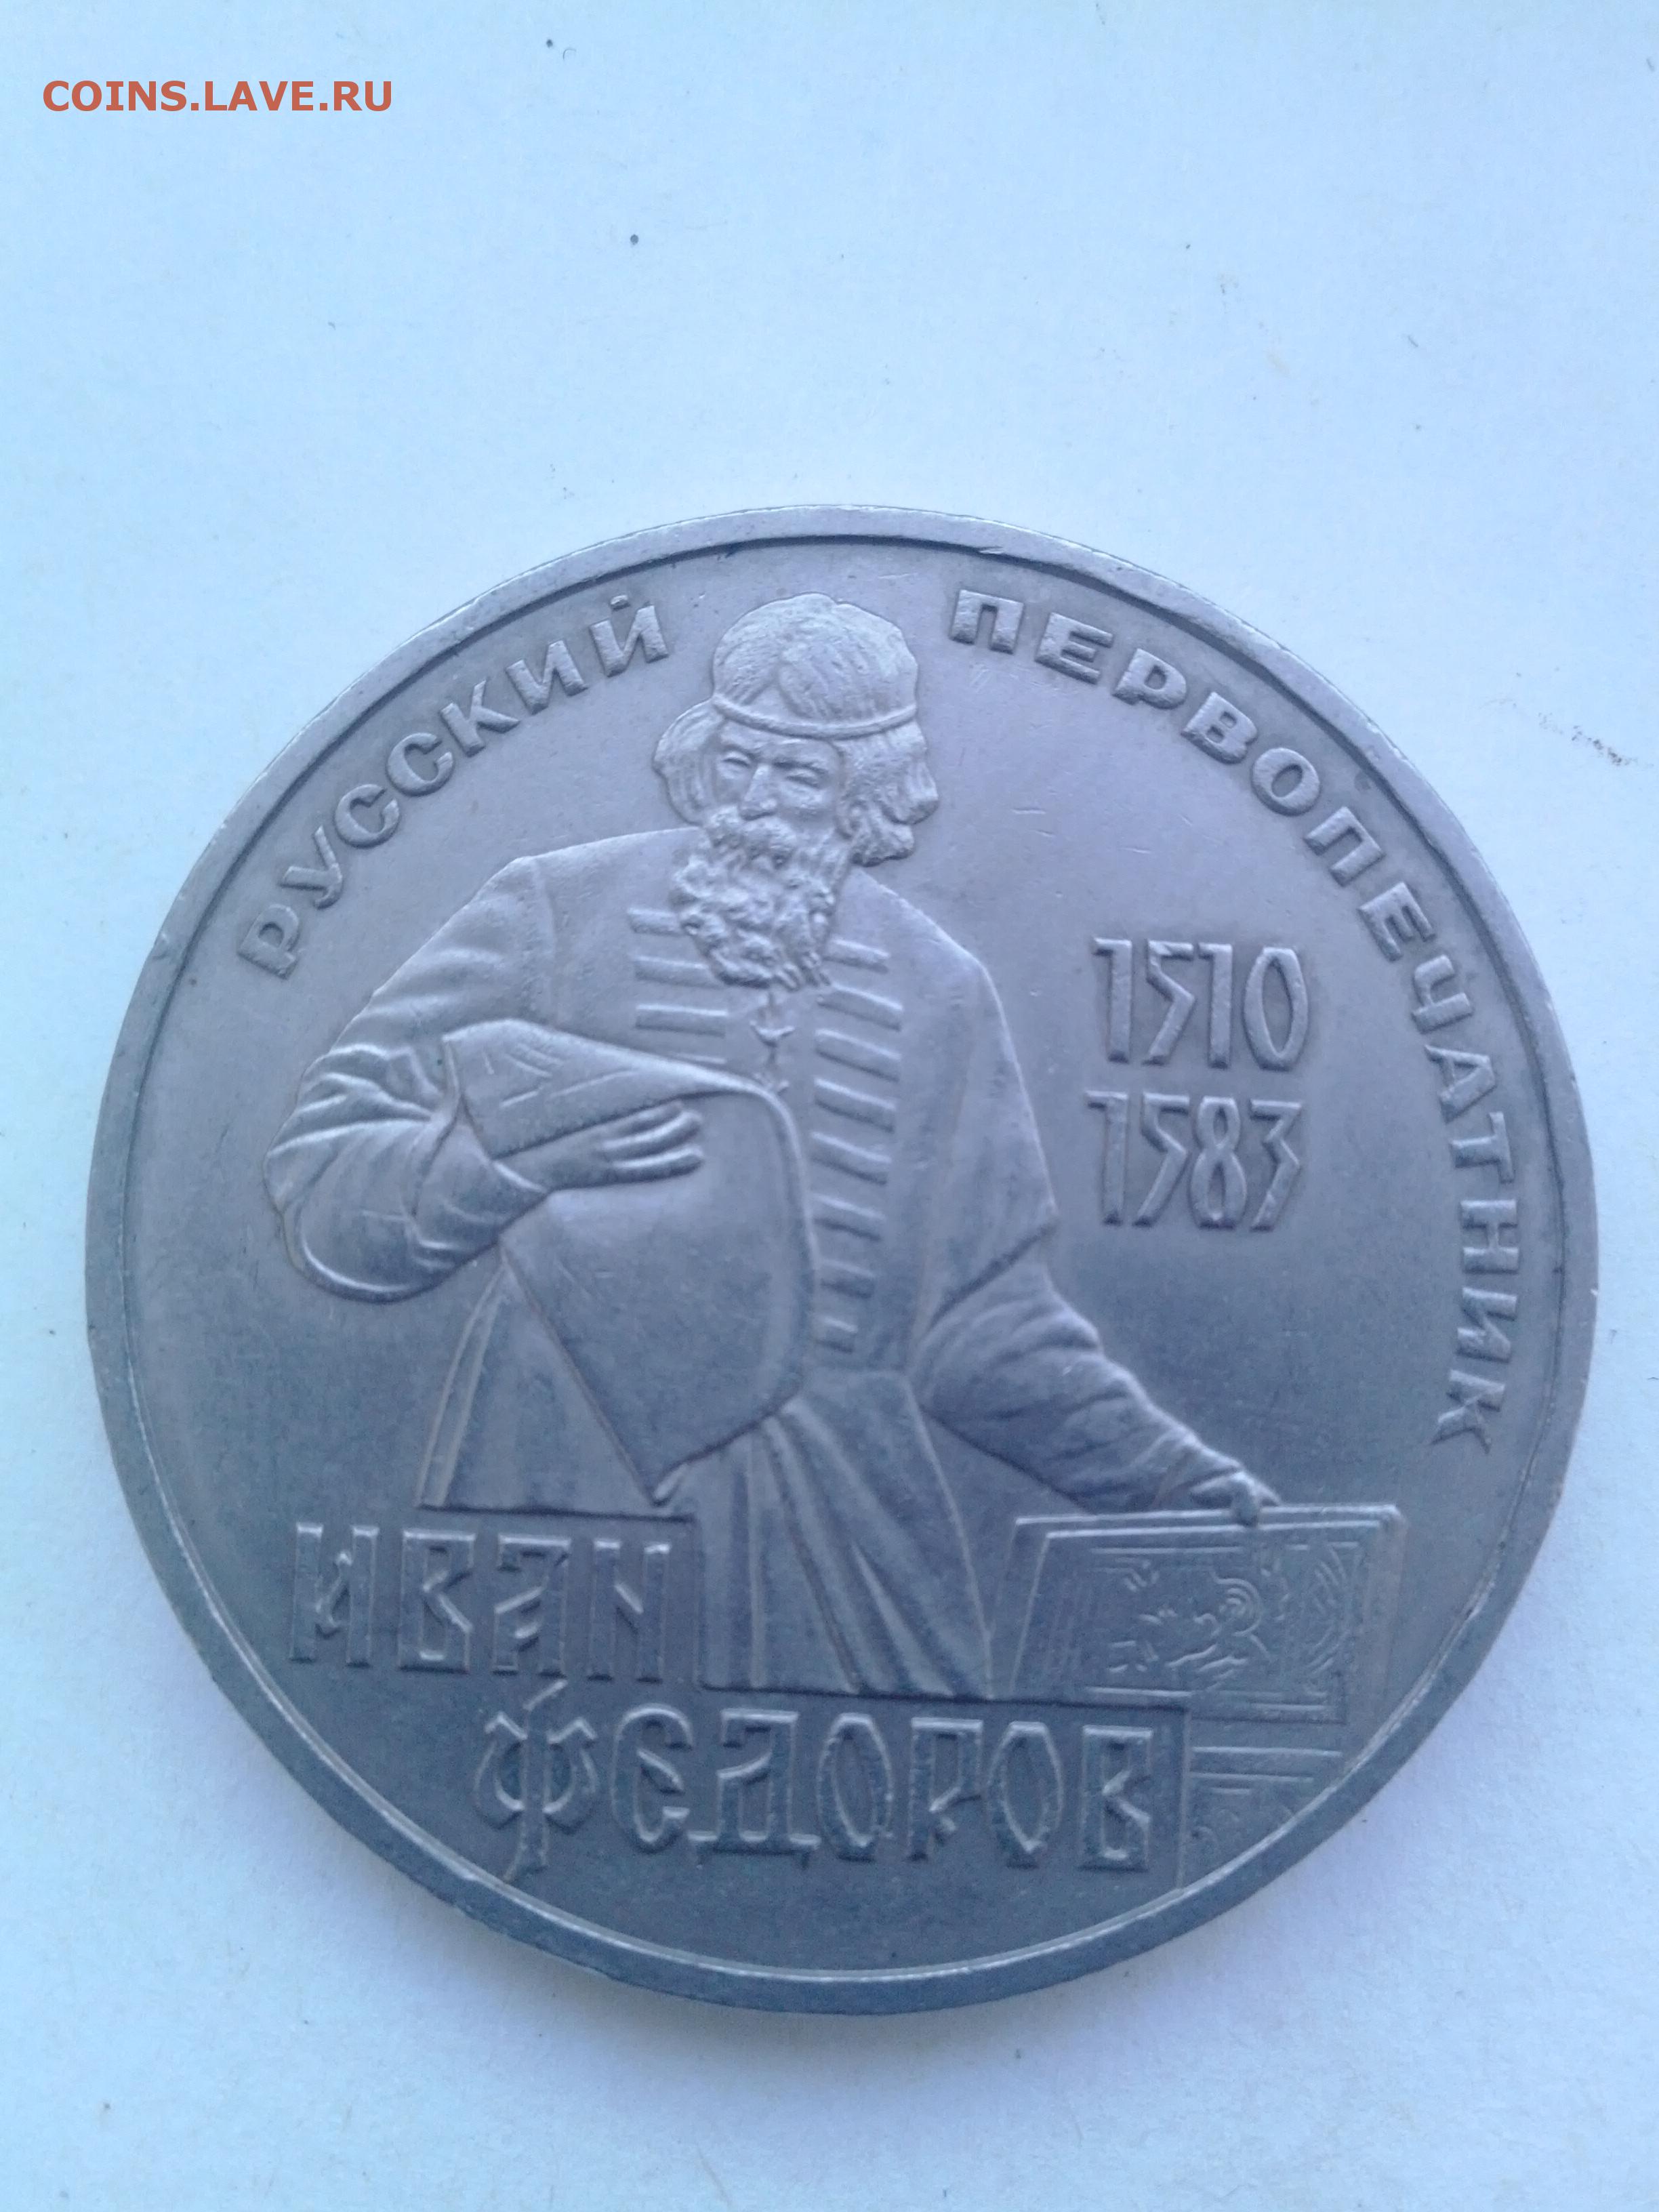 COINS.LAVE.RU
РУССКИЙ ПЕРВОПЕЧАТНИК
1510
1583
ИВАН
ФЕДОРОВ